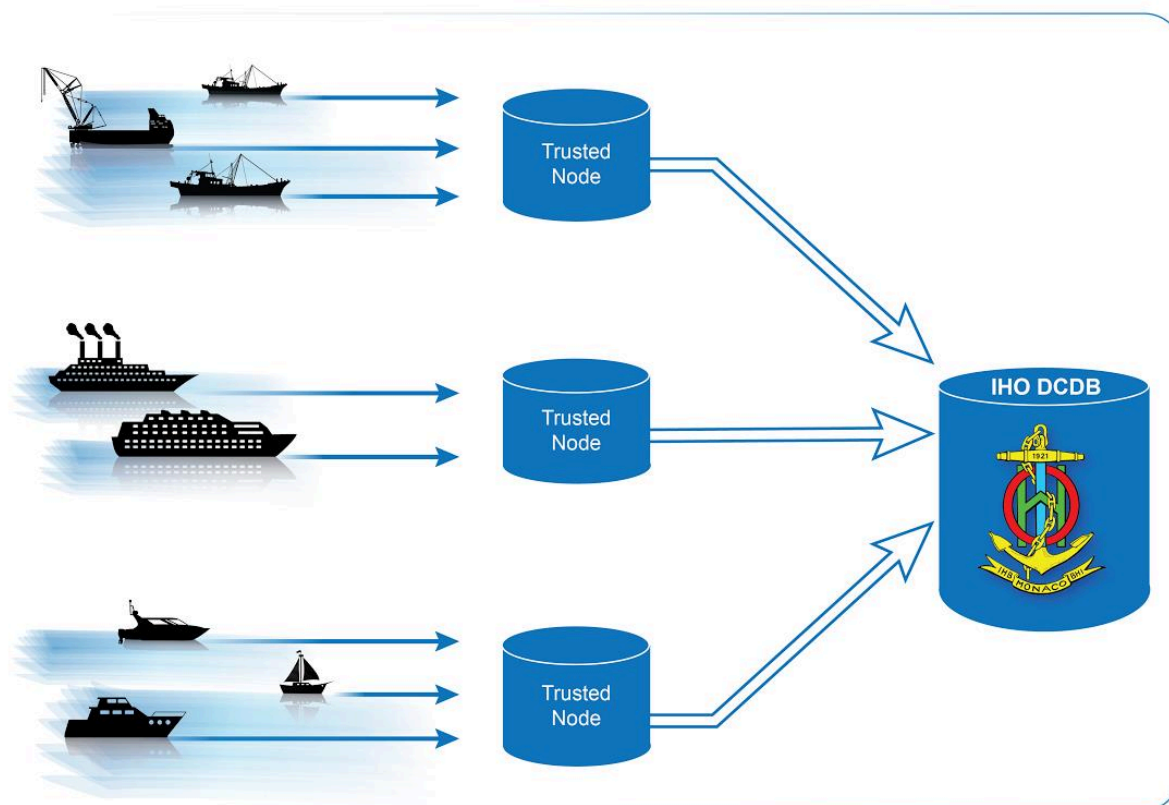 Trusted
Node
Trusted
Node
IHO DCDB
1921
IHB MONACO BHI
Trusted
Node